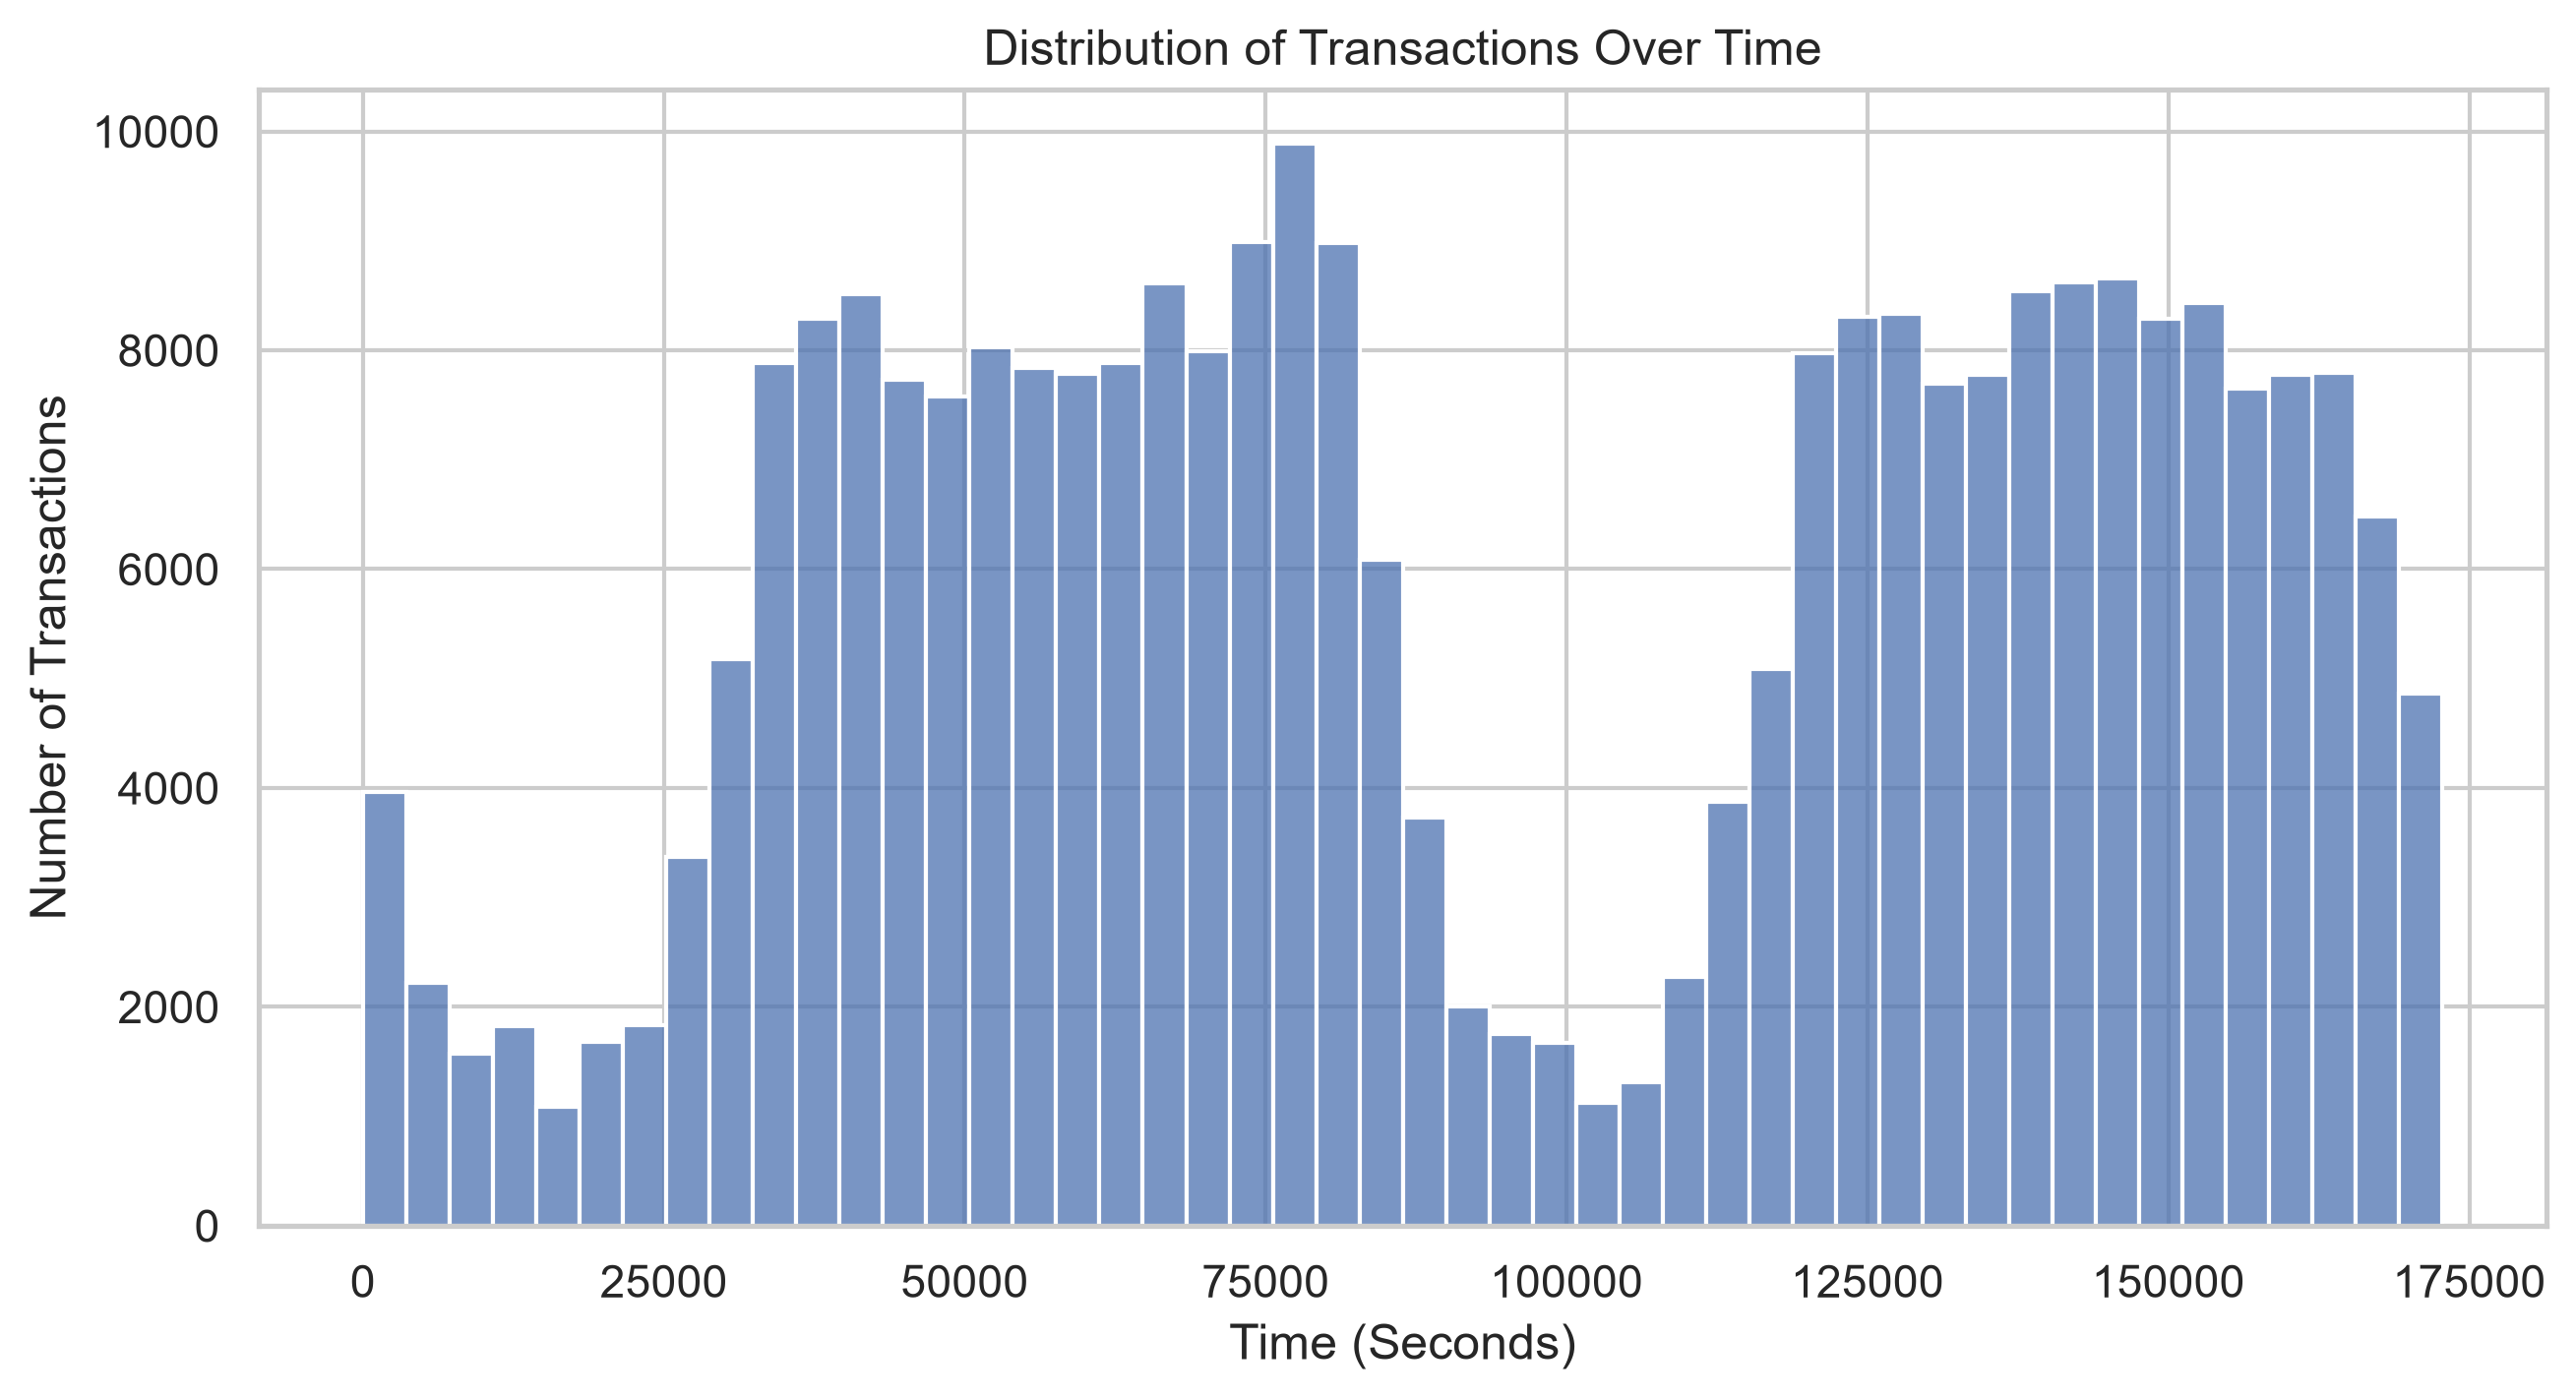 Distribution of Transactions Over Time
Number of Transactions
10000
8000
6000
4000
2000
0
0 25000 50000 75000 100000 125000 150000 175000
Time (Seconds)